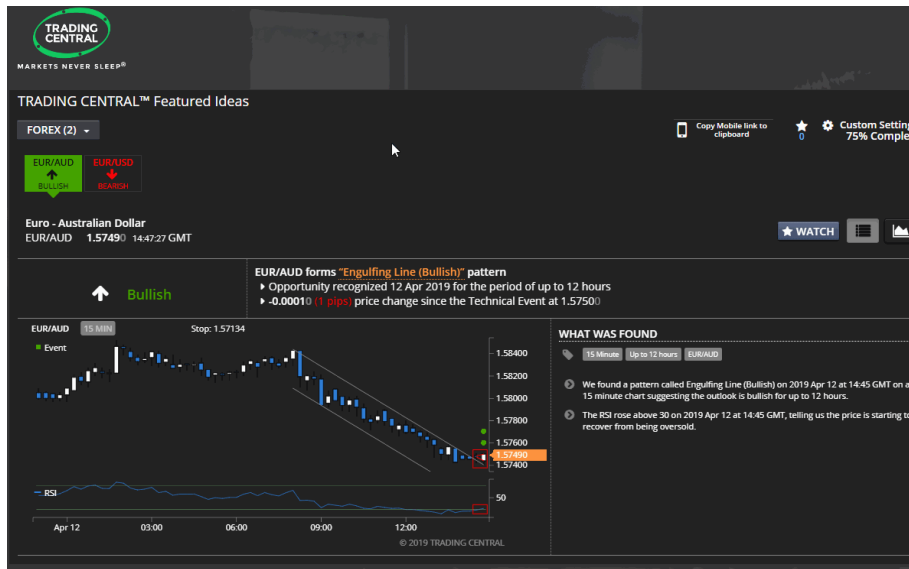 TRADING
CENTRAL
MARKETS NEVER SLEEP®
TRADING CENTRAL™ Featured Ideas
FOREX (2)
Copy Mobile link to
clipboard
0
Custom Setting
75% Comple
EUR/AUD
BULLISH
EUR/USD
BEARISH
Euro - Australian Dollar
EUR/AUD 1.57490 14:47:27 GMT
WATCH
Bullish
EUR/AUD forms "Engulfing Line (Bullish)" pattern
Opportunity recognized 12 Apr 2019 for the period of up to 12 hours
-0.00010 (1 pips) price change since the Technical Event at 1.57500
EUR/AUD 15 MIN Stop: 1.57134
Event
1.58400
1.58200
1.58000
1.57800
1.57600
1.57490
1.57400
RSI
50
Apr 12 03:00 06:00 09:00 12:00
© 2019 TRADING CENTRAL
WHAT WAS FOUND
15 Minute Up to 12 hours EUR/AUD
We found a pattern called Engulfing Line (Bullish) on 2019 Apr 12 at 14:45 GMT on a
15 minute chart suggesting the outlook is bullish for up to 12 hours.
The RSI rose above 30 on 2019 Apr 12 at 14:45 GMT, telling us the price is starting to
recover from being oversold.